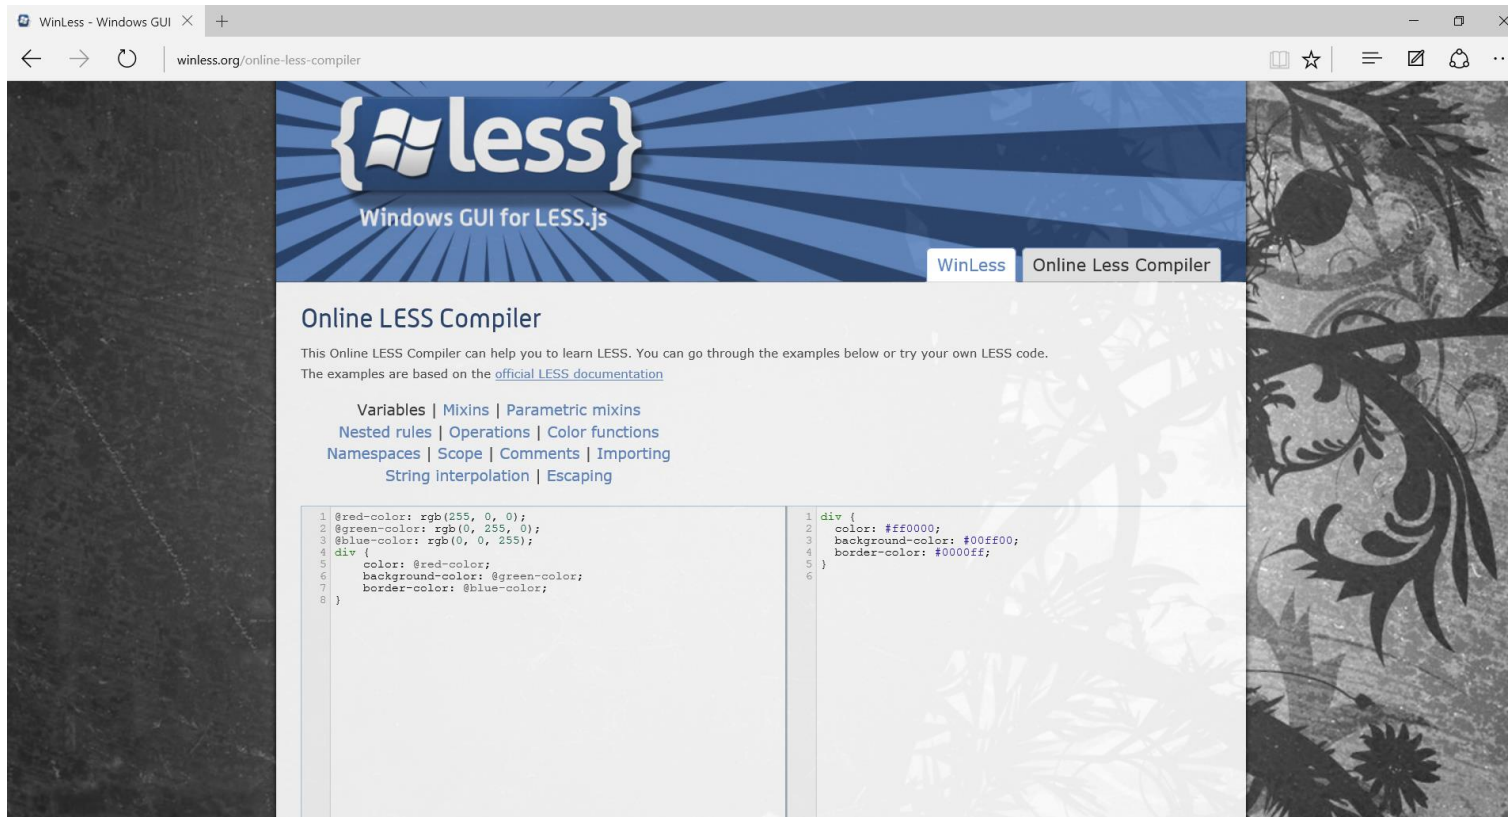 WinLess - Windows GUI
winless.org/online-less-compiler
{less}
Windows GUI for LESS.js
WinLess Online Less Compiler
Online LESS Compiler
This Online LESS Compiler can help you to learn LESS. You can go through the examples below or try your own LESS code.
The examples are based on the official LESS documentation
Variables | Mixins | Parametric mixins
Nested rules | Operations | Color functions
Namespaces | Scope | Comments | Importing
String interpolation | Escaping
1 @red-color: rgb(255, 0, 0);
2 @green-color: rgb(0, 255, 0);
3 @blue-color: rgb(0, 0, 255);
4 div {
5     color: @red-color;
6     background-color: @green-color;
7     border-color: @blue-color;
8 }
1 div {
2   color: #ff0000;
3   background-color: #00ff00;
4   border-color: #0000ff;
5 }
6